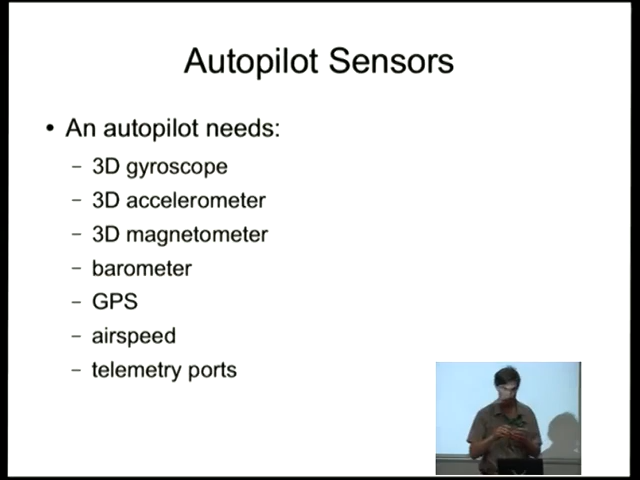 Autopilot Sensors
• An autopilot needs:
– 3D gyroscope
– 3D accelerometer
– 3D magnetometer
– barometer
– GPS
– airspeed
– telemetry ports